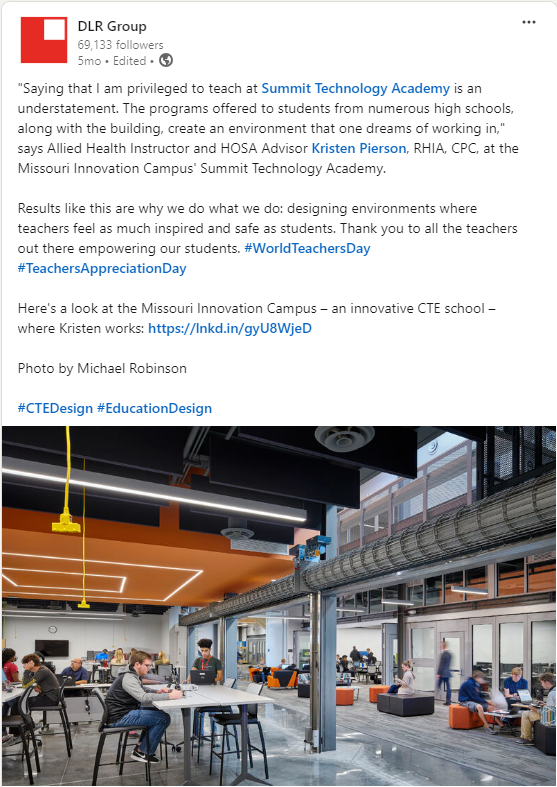 DLR Group
69,133 followers
5mo • Edited •
"Saying that I am privileged to teach at Summit Technology Academy is an
understatement. The programs offered to students from numerous high schools,
along with the building, create an environment that one dreams of working in,"
says Allied Health Instructor and HOSA Advisor Kristen Pierson, RHIA, CPC, at the
Missouri Innovation Campus' Summit Technology Academy.
Results like this are why we do what we do: designing environments where
teachers feel as much inspired and safe as students. Thank you to all the teachers
out there empowering our students. #WorldTeachersDay
#TeachersAppreciationDay
Here's a look at the Missouri Innovation Campus – an innovative CTE school –
where Kristen works: https://lnkd.in/gyU8WjeD
Photo by Michael Robinson
#CTEDesign #EducationDesign